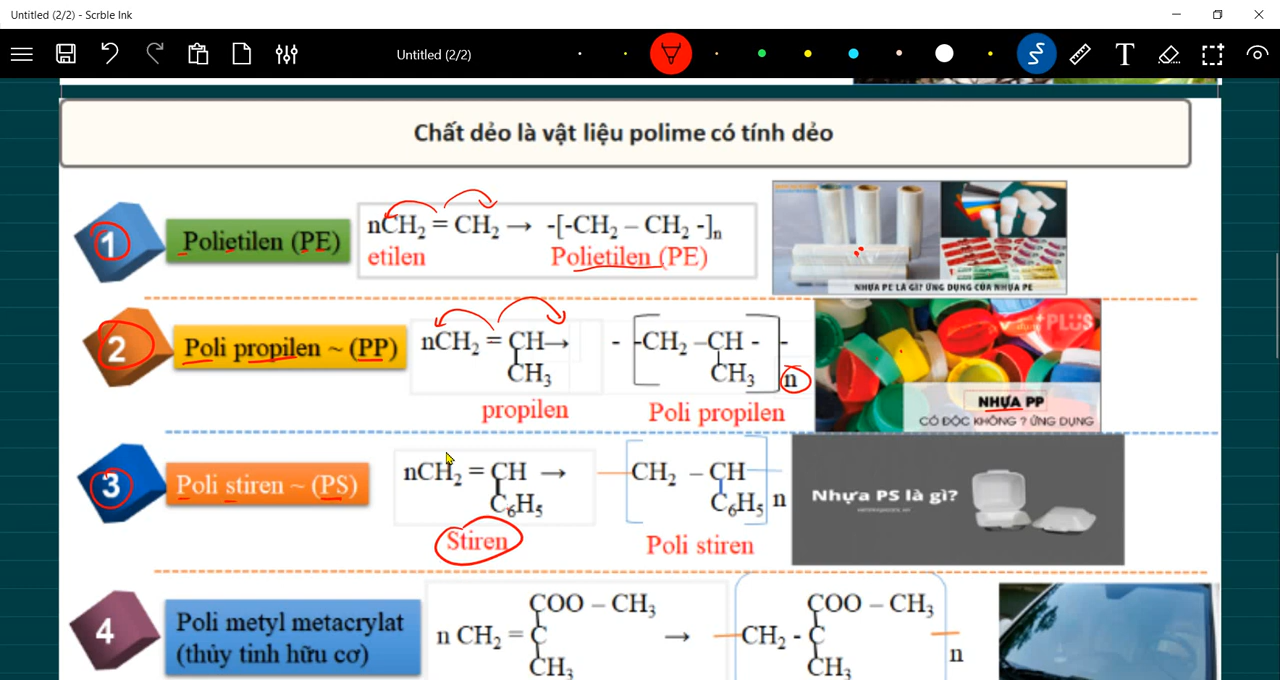 Untitled (2/2) - Scrble Ink
Untitled (2/2)
T
Chất dẻo là vật liệu polime có tính dẻo
1
Polietilen (PE)
nCH2 = CH2 → -[-CH2 – CH2 -]n
etilen
Polietilen (PE)
NHỰA PE LÀ GÌ? ỨNG DỤNG CỦA NHỰA PE
2
Poli propilen ~ (PP)
nCH2 = CH→ - -CH2 –CH - -
CH3
CH3 n
propilen
Poli propilen
PLUS
NHỰA PP
CÓ ĐỘC KHÔNG ? ỨNG DỤNG
3
Poli stiren ~ (PS)
nCH2 = CH → CH2 – CH
C6H5
C6H5 n
Stiren
Poli stiren
Nhựa PS là gì?
4
Poli metyl metacrylat
(thủy tinh hữu cơ)
COO – CH3
COO – CH3
n CH2 = C → CH2 - C
n
CH3
CH3